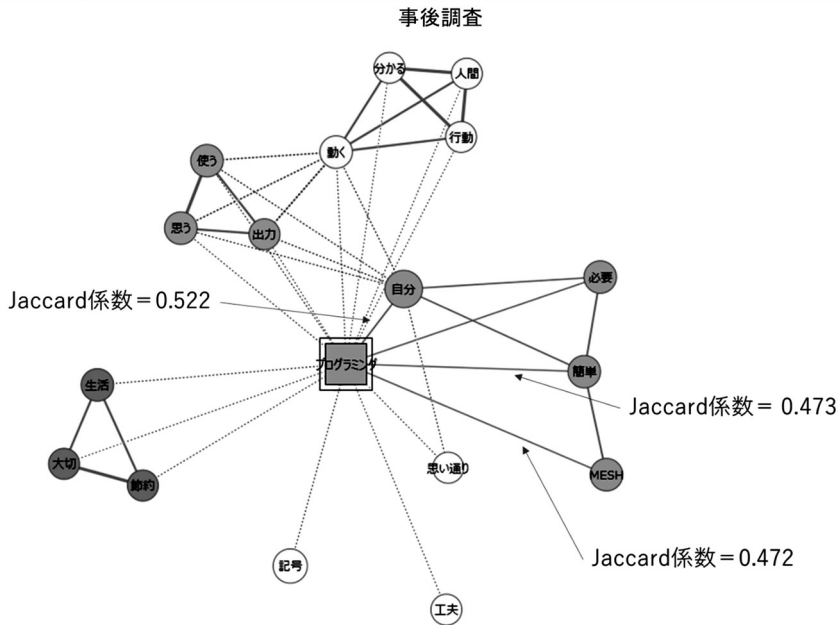 事後調査
分かる
人間
行動
動く
使う
思う
出力
自分
必要
Jaccard係数＝0.522
プログラミング
簡単
生活
Jaccard係数＝ 0.473
大切
思い通り
MESH
節約
Jaccard係数＝0.472
記号
工夫